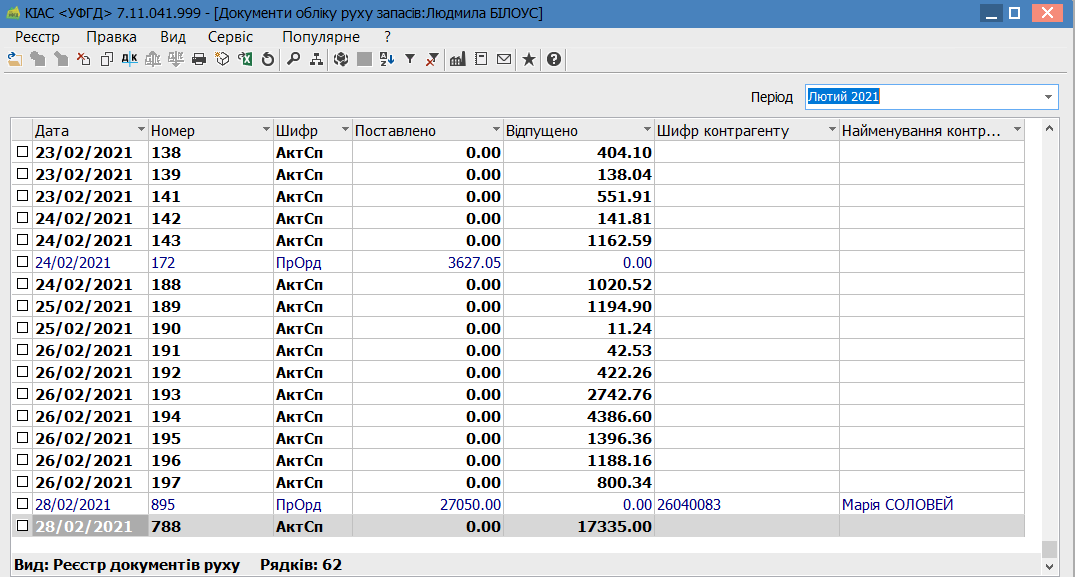 КІАС <УФГД> 7.11.041.999 - [Документи обліку руху запасів:Людмила БІЛОУС]
Реєстр Правка Вид Сервіс Популярне ?
Період Лютий 2021
Дата Номер Шифр Поставлено Відпущено Шифр контрагенту Найменування контр...
23/02/2021 138 АктСп 0.00 404.10
23/02/2021 139 АктСп 0.00 138.04
23/02/2021 141 АктСп 0.00 551.91
24/02/2021 142 АктСп 0.00 141.81
24/02/2021 143 АктСп 0.00 1162.59
24/02/2021 172 ПрОрд 3627.05 0.00
24/02/2021 188 АктСп 0.00 1020.52
25/02/2021 189 АктСп 0.00 1194.90
25/02/2021 190 АктСп 0.00 11.24
26/02/2021 191 АктСп 0.00 42.53
26/02/2021 192 АктСп 0.00 422.26
26/02/2021 193 АктСп 0.00 2742.76
26/02/2021 194 АктСп 0.00 4386.60
26/02/2021 195 АктСп 0.00 1396.36
26/02/2021 196 АктСп 0.00 1188.16
26/02/2021 197 АктСп 0.00 800.34
28/02/2021 895 ПрОрд 27050.00 0.00 26040083 Марія СОЛОВЕЙ
28/02/2021 788 АктСп 0.00 17335.00
Вид: Реєстр документів руху Рядків: 62